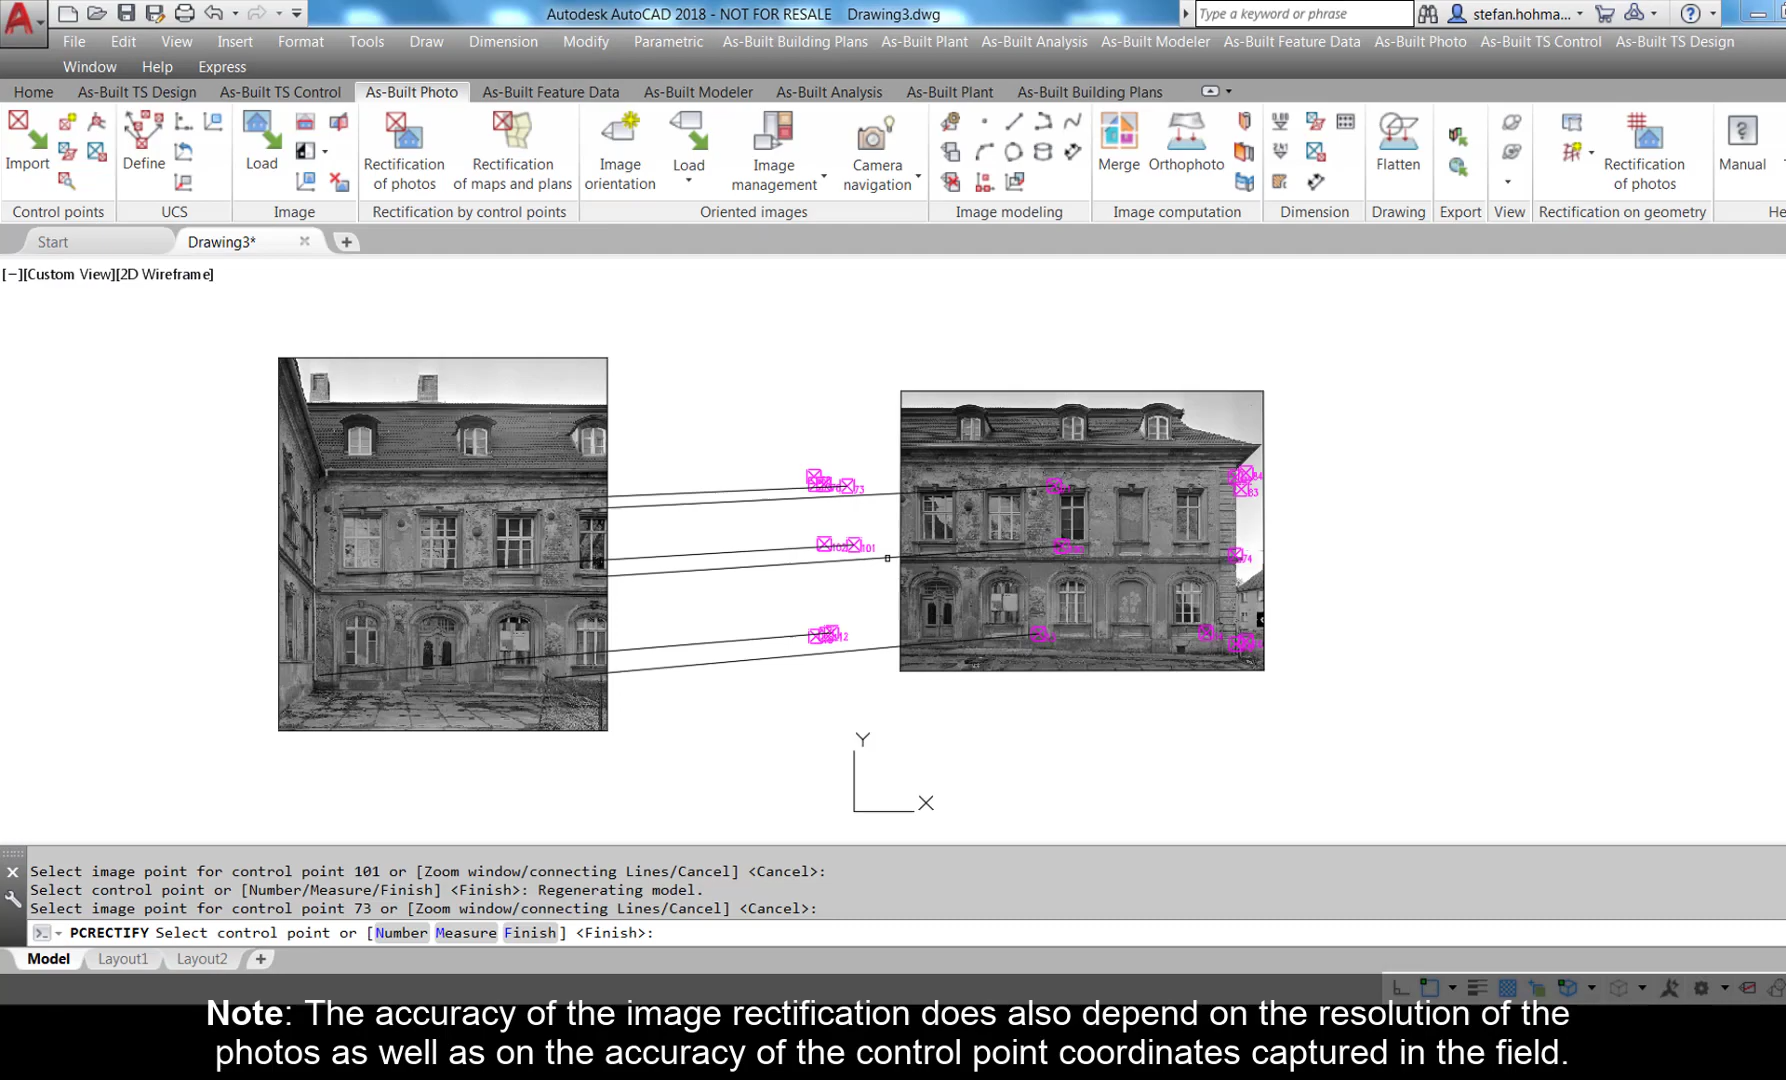 Autodesk AutoCAD 2018 - NOT FOR RESALE Drawing3.dwg
Type a keyword or phrase
stefan.hohma...
File Edit View Insert Format Tools Draw Dimension Modify Parametric As-Built Building Plans As-Built Plant As-Built Analysis As-Built Modeler As-Built Feature Data As-Built Photo As-Built TS Control As-Built TS Design
Window Help Express
Home As-Built TS Design As-Built TS Control As-Built Photo As-Built Feature Data As-Built Modeler As-Built Analysis As-Built Plant As-Built Building Plans
Import Define Load Rectification of photos Rectification of maps and plans Image orientation Load Image management Camera navigation Merge Orthophoto Flatten Rectification of photos Manual
Control points UCS Image Rectification by control points Oriented images Image modeling Image computation Dimension Drawing Export View Rectification on geometry He
Start Drawing3*
[−][Custom View][2D Wireframe]
73
84
83
101
74
12
Y
X
Select image point for control point 101 or [Zoom window/connecting Lines/Cancel] <Cancel>:
Select control point or [Number/Measure/Finish] <Finish>: Regenerating model.
Select image point for control point 73 or [Zoom window/connecting Lines/Cancel] <Cancel>:
PCRECTIFY Select control point or [Number Measure Finish] <Finish>:
Model Layout1 Layout2
Note: The accuracy of the image rectification does also depend on the resolution of the
photos as well as on the accuracy of the control point coordinates captured in the field.